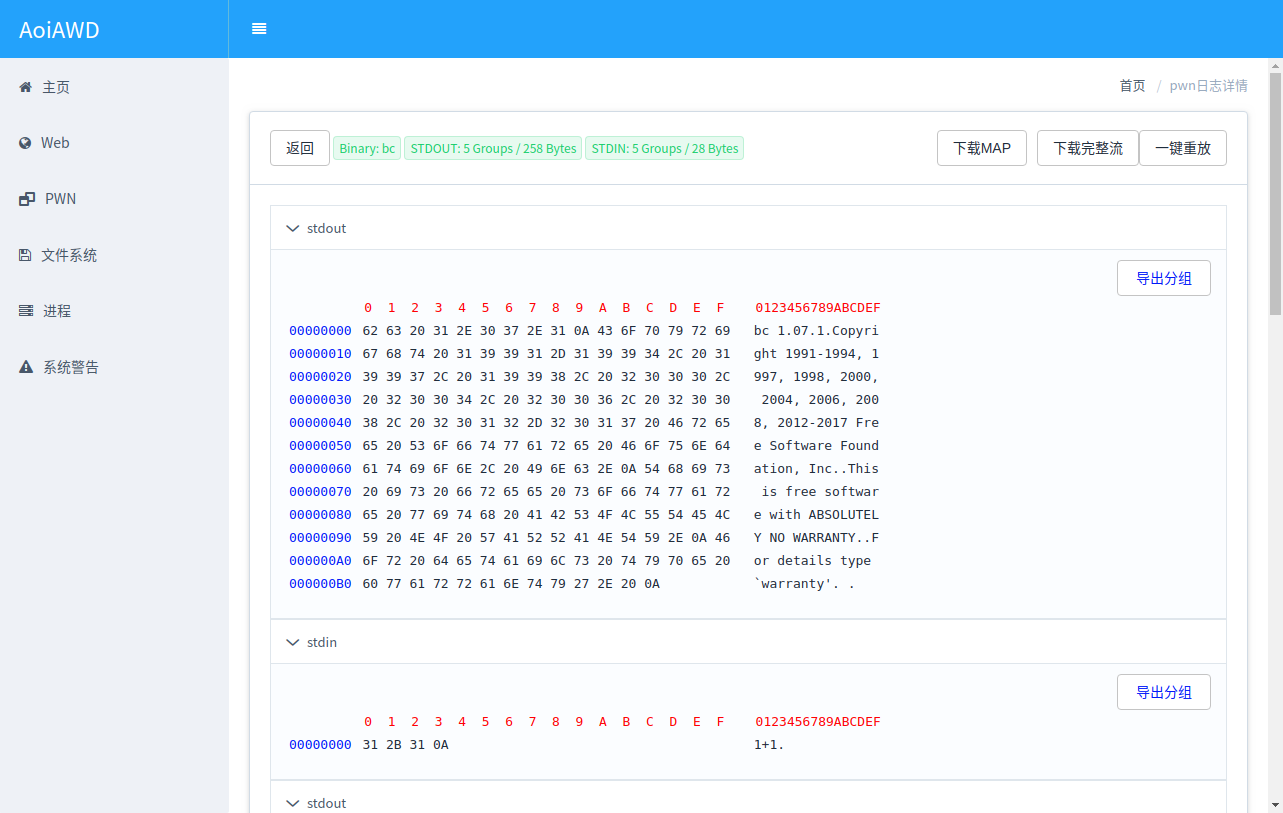 AoiAWD
主页
Web
PWN
文件系统
进程
系统警告
首页 / pwn日志详情
返回 Binary: bc STDOUT: 5 Groups / 258 Bytes STDIN: 5 Groups / 28 Bytes 下载MAP 下载完整流 一键重放
stdout
导出分组
0 1 2 3 4 5 6 7 8 9 A B C D E F 0123456789ABCDEF
00000000 62 63 20 31 2E 30 37 2E 31 0A 43 6F 70 79 72 69 bc 1.07.1.Copyri
00000010 67 68 74 20 31 39 39 31 2D 31 39 39 34 2C 20 31 ght 1991-1994, 1
00000020 39 39 37 2C 20 31 39 39 38 2C 20 32 30 30 30 2C 997, 1998, 2000,
00000030 20 32 30 30 34 2C 20 32 30 30 36 2C 20 32 30 30 2004, 2006, 200
00000040 38 2C 20 32 30 31 32 2D 32 30 31 37 20 46 72 65 8, 2012-2017 Fre
00000050 65 20 53 6F 66 74 77 61 72 65 20 46 6F 75 6E 64 e Software Found
00000060 61 74 69 6F 6E 2C 20 49 6E 63 2E 0A 54 68 69 73 ation, Inc..This
00000070 20 69 73 20 66 72 65 65 20 73 6F 66 74 77 61 72 is free softwar
00000080 65 20 77 69 74 68 20 41 42 53 4F 4C 55 54 45 4C e with ABSOLUTEL
00000090 59 20 4E 4F 20 57 41 52 52 41 4E 54 59 2E 0A 46 Y NO WARRANTY..F
000000A0 6F 72 20 64 65 74 61 69 6C 73 20 74 79 70 65 20 or details type
000000B0 60 77 61 72 72 61 6E 74 79 27 2E 20 0A `warranty'. .
stdin
导出分组
0 1 2 3 4 5 6 7 8 9 A B C D E F 0123456789ABCDEF
00000000 31 2B 31 0A 1+1.
stdout